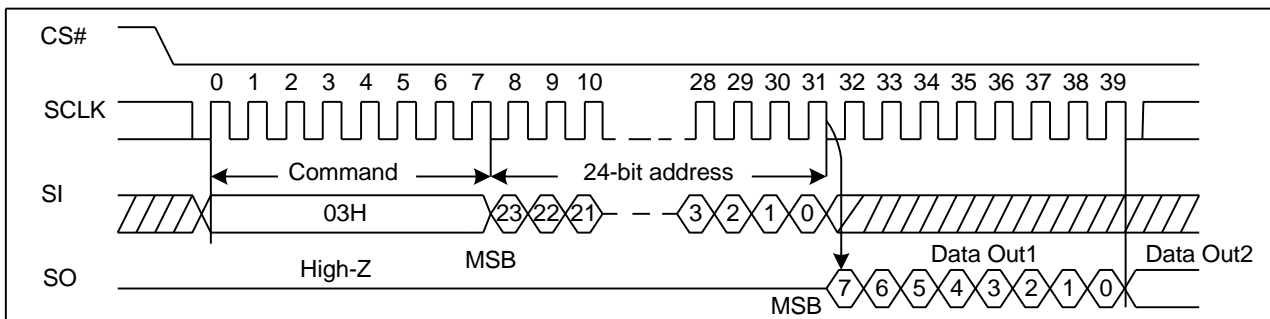 CS#
0 1 2 3 4 5 6 7 8 9 10 28 29 30 31 32 33 34 35 36 37 38 39
SCLK
Command 24-bit address
SI
03H 23 22 21 3 2 1 0
High-Z MSB Data Out1 Data Out2
SO
MSB 7 6 5 4 3 2 1 0